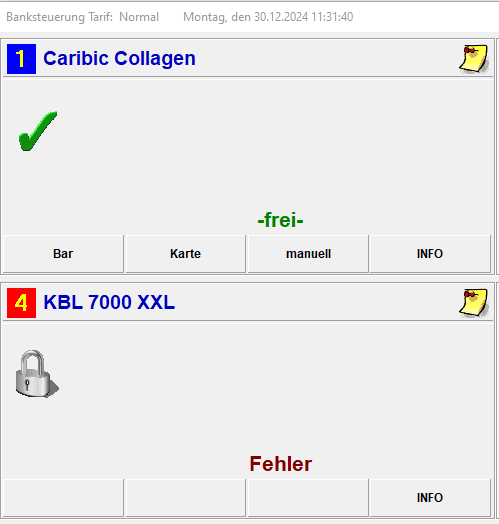 Banksteuerung Tarif: Normal Montag, den 30.12.2024 11:31:40
1 Caribic Collagen
-frei-
Bar Karte manuell INFO
4 KBL 7000 XXL
Fehler
INFO